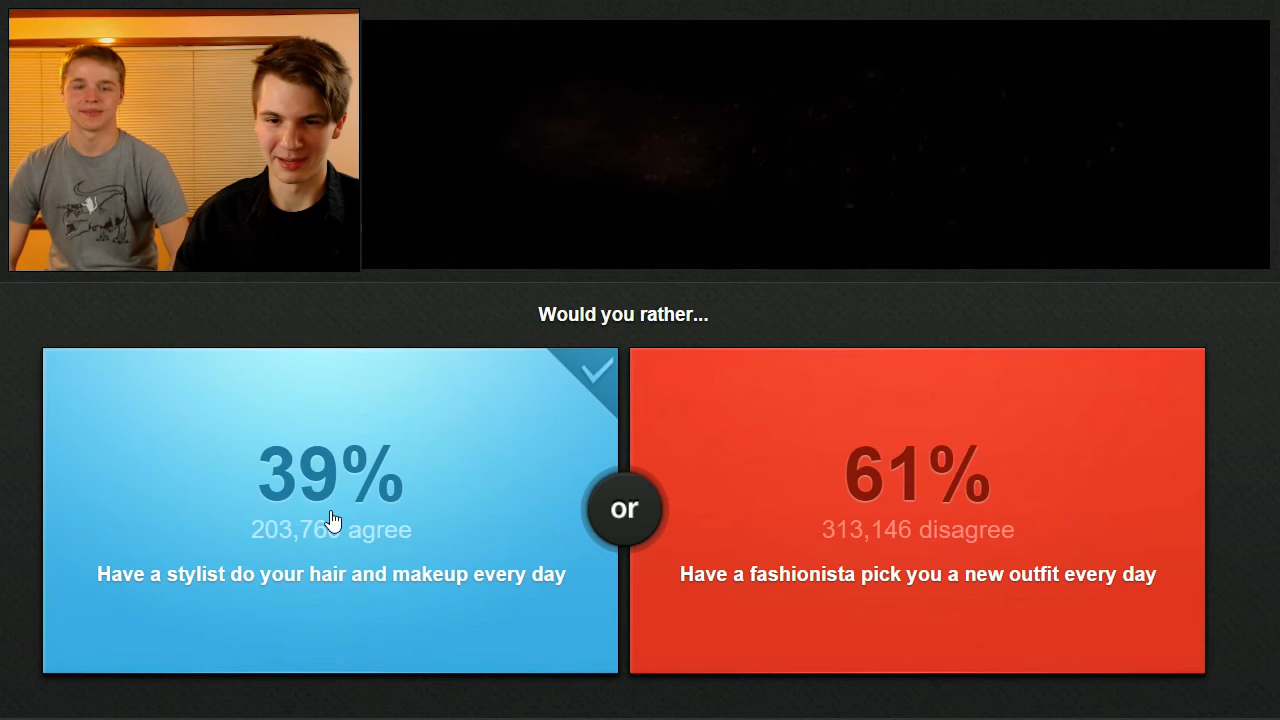 Would you rather...
39%
agree
Have a stylist do your hair and makeup every day
or
61%
313,146 disagree
Have a fashionista pick you a new outfit every day